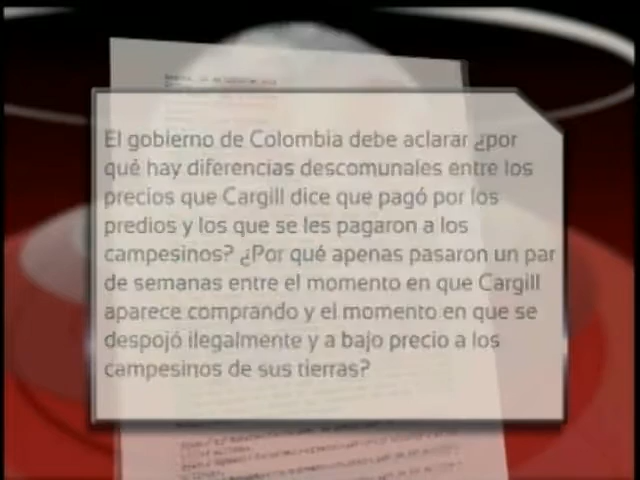 El gobierno de Colombia debe aclarar ¿por
qué hay diferencias descomunales entre los
precios que Cargill dice que pagó por los
predios y los que se les pagaron a los
campesinos? ¿Por qué apenas pasaron un par
de semanas entre el momento en que Cargill
aparece comprando y el momento en que se
despojó ilegalmente y a bajo precio a los
campesinos de sus tierras?